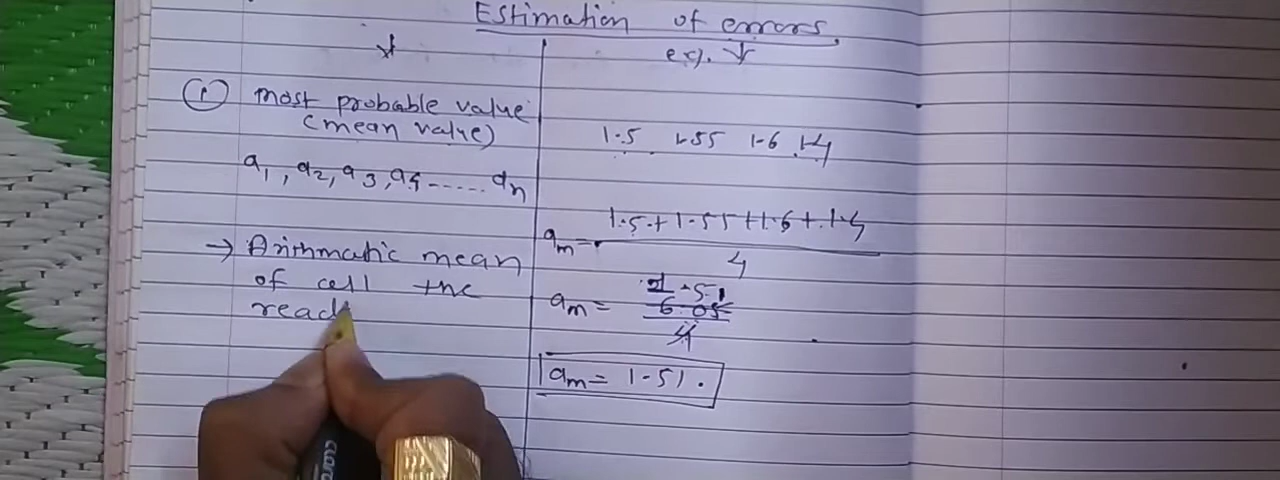 Estimation of errors.
eg. ↓
① most probable value
(mean value)
a1, a2, a3, a4 ...... an
→ Arithmatic mean
of all the
read
1.5 1.55 1.6 1.4
am = 1.5 + 1.55 + 1.6 + 1.4
4
am = 6.05
4
am = 1.51.